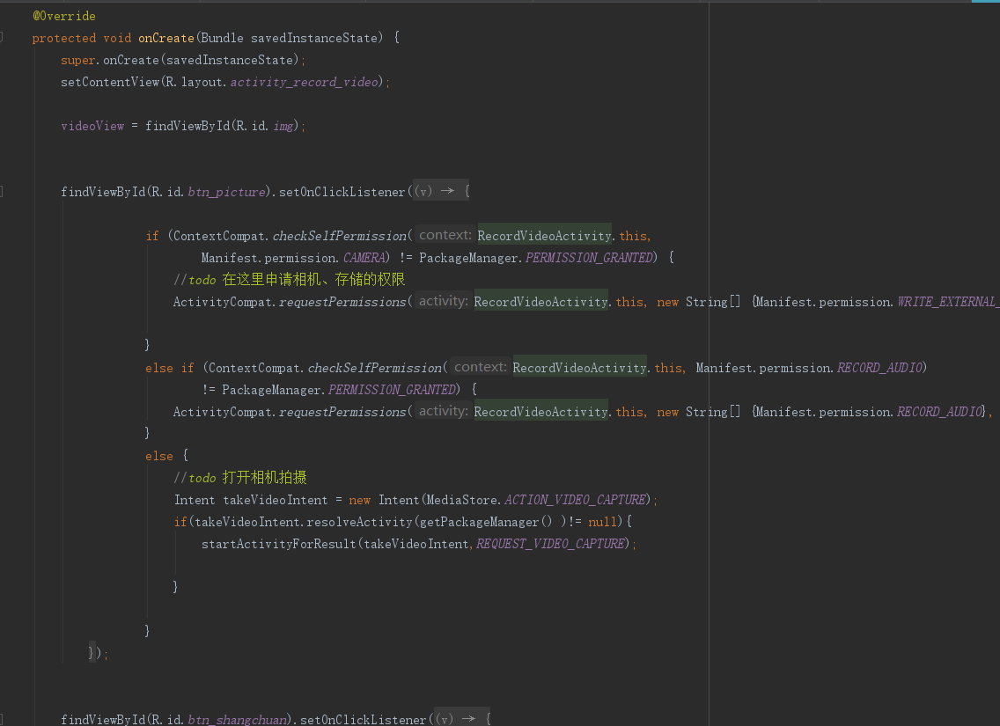 @Override
protected void onCreate(Bundle savedInstanceState) {
super.onCreate(savedInstanceState);
setContentView(R.layout.activity_record_video);
videoView = findViewById(R.id.img);
findViewById(R.id.btn_picture).setOnClickListener((v) → {
if (ContextCompat.checkSelfPermission( context: RecordVideoActivity.this,
Manifest.permission.CAMERA) != PackageManager.PERMISSION_GRANTED) {
//todo 在这里申请相机、存储的权限
ActivityCompat.requestPermissions( activity: RecordVideoActivity.this, new String[] {Manifest.permission.WRITE_EXTERNAL_
}
else if (ContextCompat.checkSelfPermission( context: RecordVideoActivity.this, Manifest.permission.RECORD_AUDIO)
!= PackageManager.PERMISSION_GRANTED) {
ActivityCompat.requestPermissions( activity: RecordVideoActivity.this, new String[] {Manifest.permission.RECORD_AUDIO},
}
else {
//todo 打开相机拍摄
Intent takeVideoIntent = new Intent(MediaStore.ACTION_VIDEO_CAPTURE);
if(takeVideoIntent.resolveActivity(getPackageManager() )!= null){
startActivityForResult(takeVideoIntent,REQUEST_VIDEO_CAPTURE);
}
}
});
findViewById(R.id.btn_shangchuan).setOnClickListener((v) → {